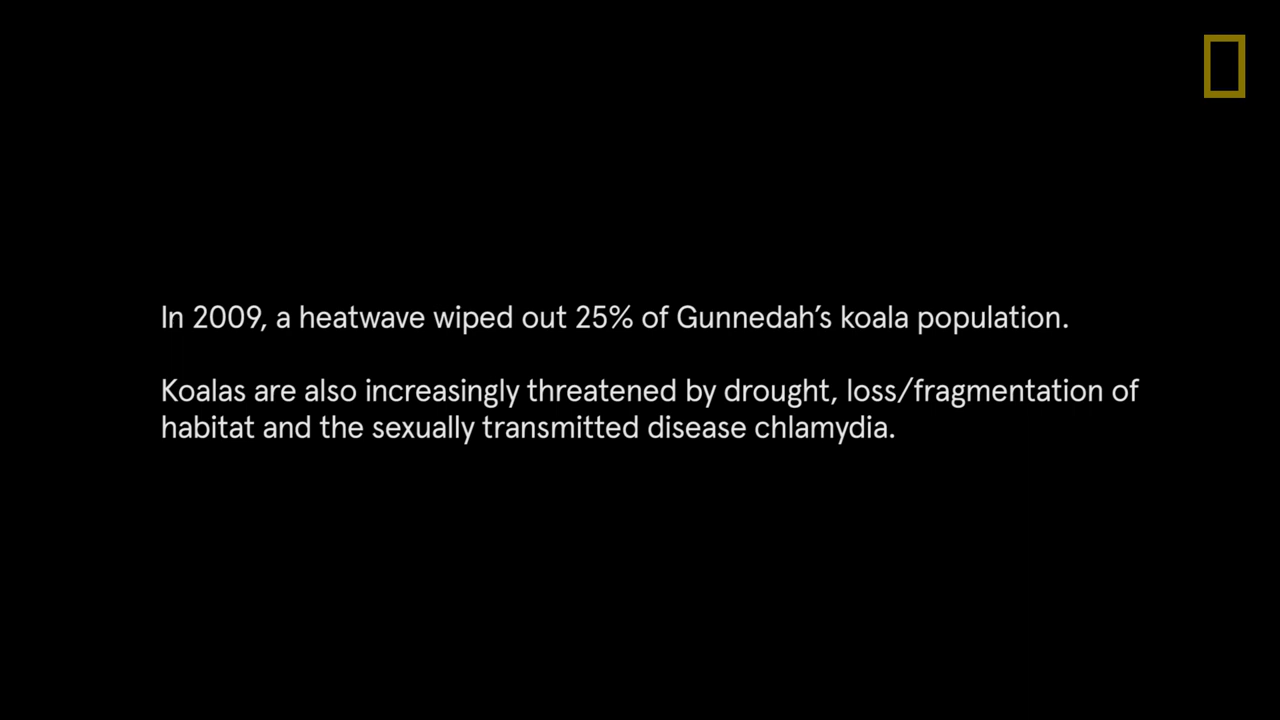 In 2009, a heatwave wiped out 25% of Gunnedah’s koala population.
Koalas are also increasingly threatened by drought, loss/fragmentation of
habitat and the sexually transmitted disease chlamydia.